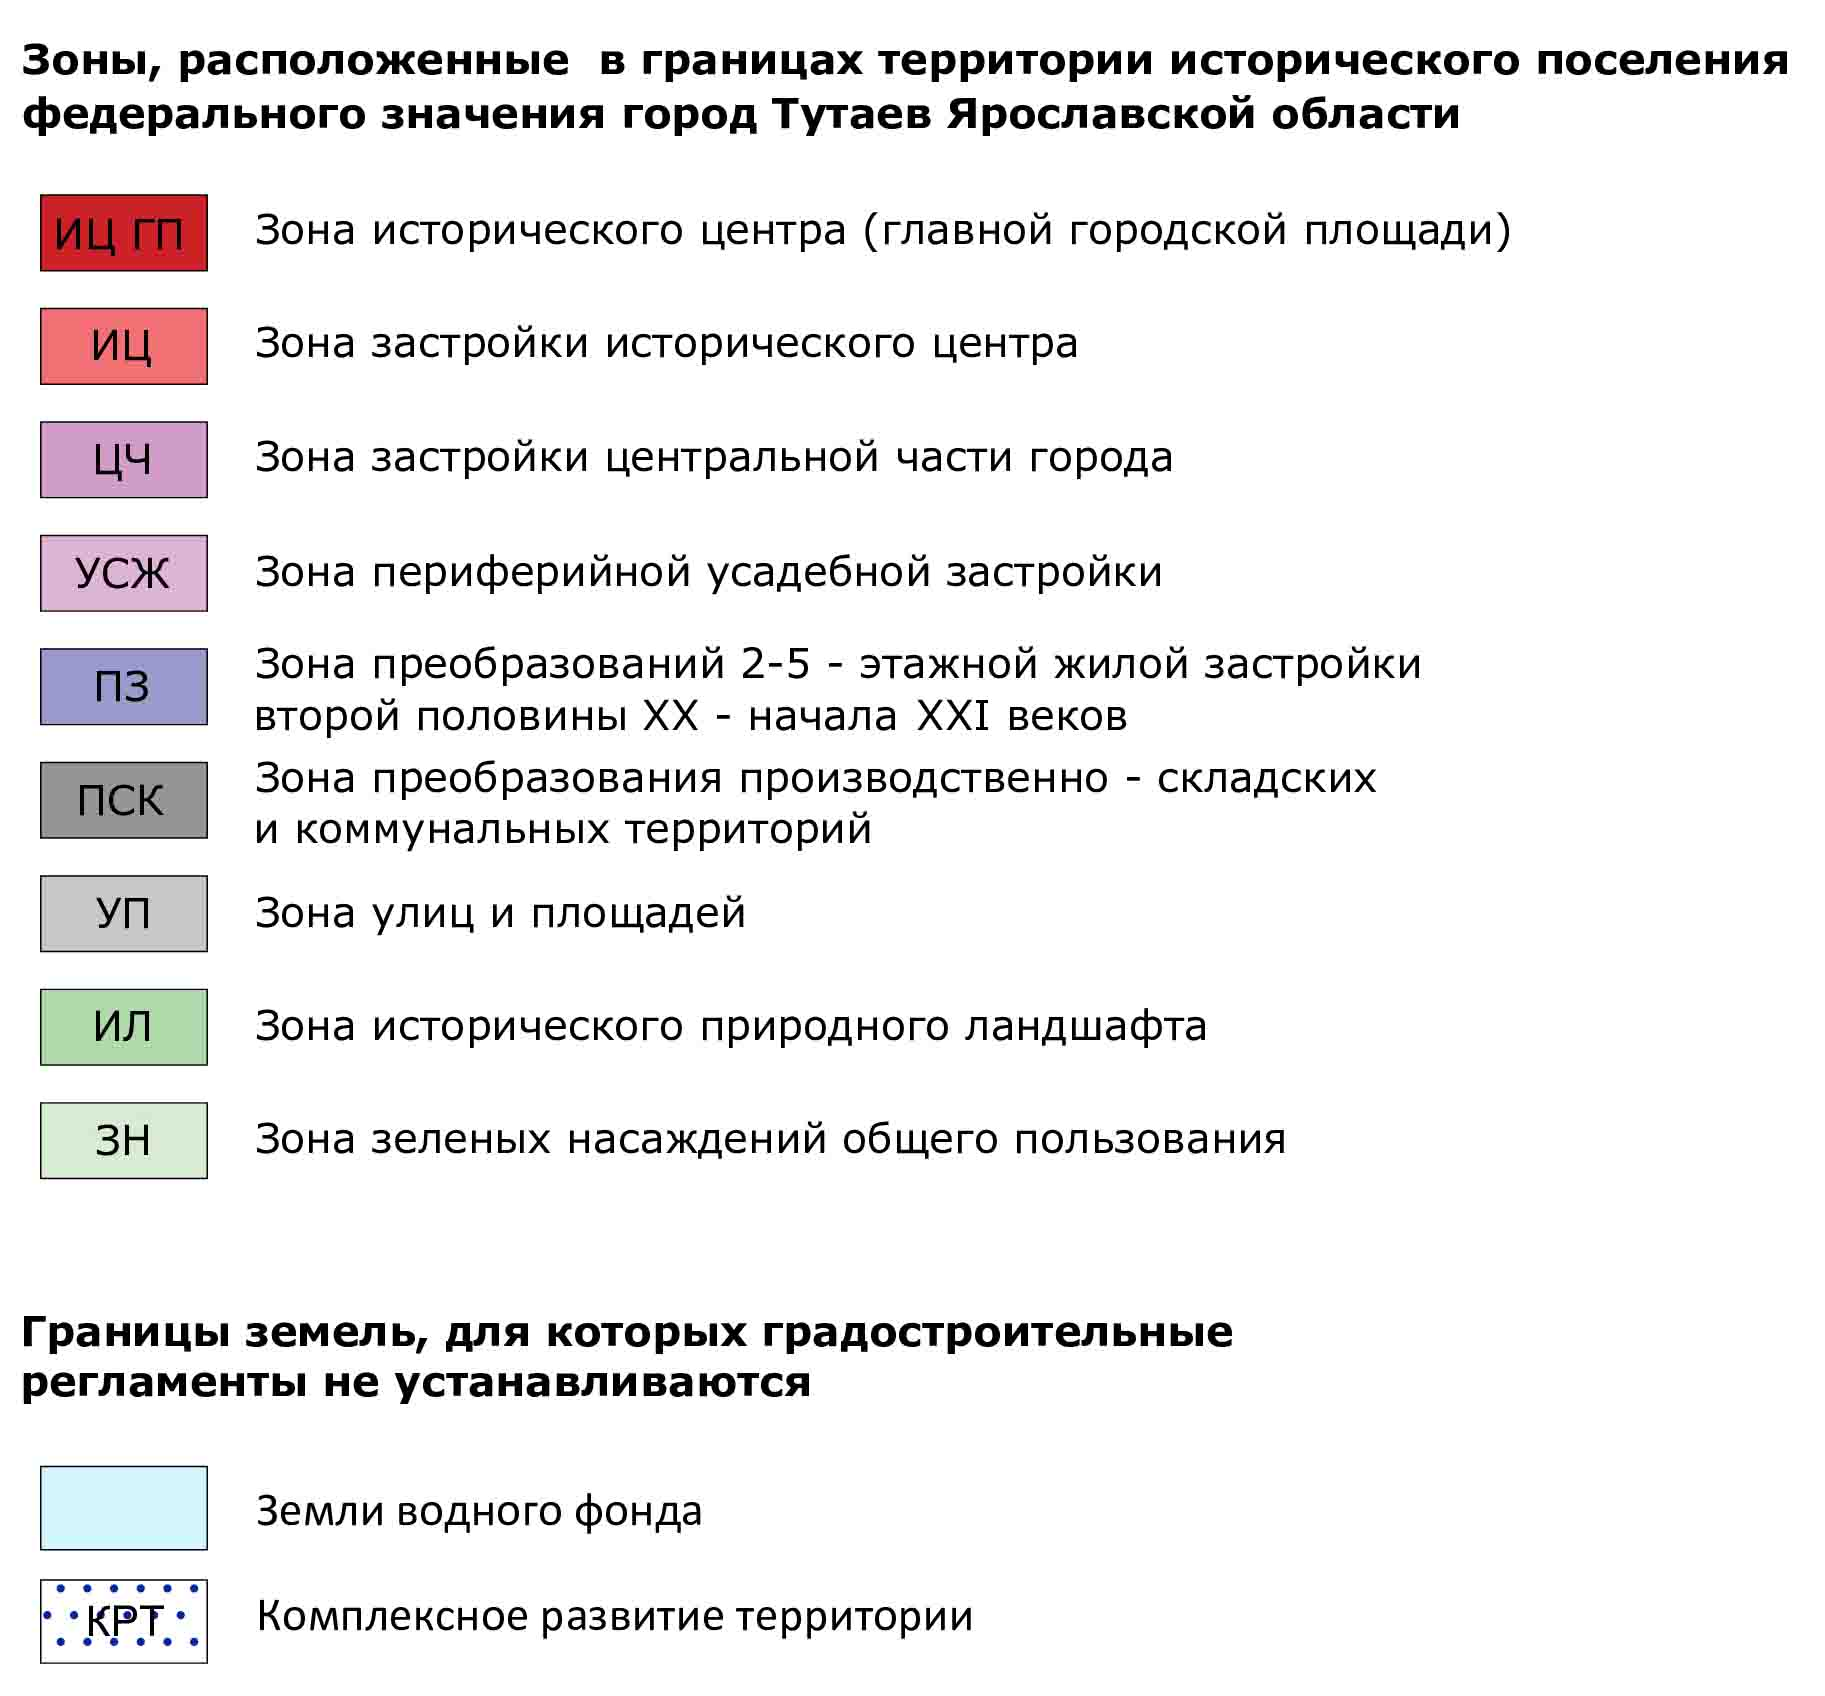 Зоны, расположенные в границах территории исторического поселения
федерального значения город Тутаев Ярославской области
ИЦ ГП Зона исторического центра (главной городской площади)
ИЦ Зона застройки исторического центра
ЦЧ Зона застройки центральной части города
УСЖ Зона периферийной усадебной застройки
ПЗ Зона преобразований 2-5 - этажной жилой застройки
второй половины XX - начала XXI веков
ПСК Зона преобразования производственно - складских
и коммунальных территорий
УП Зона улиц и площадей
ИЛ Зона исторического природного ландшафта
ЗН Зона зеленых насаждений общего пользования
Границы земель, для которых градостроительные
регламенты не устанавливаются
Земли водного фонда
КРТ Комплексное развитие территории